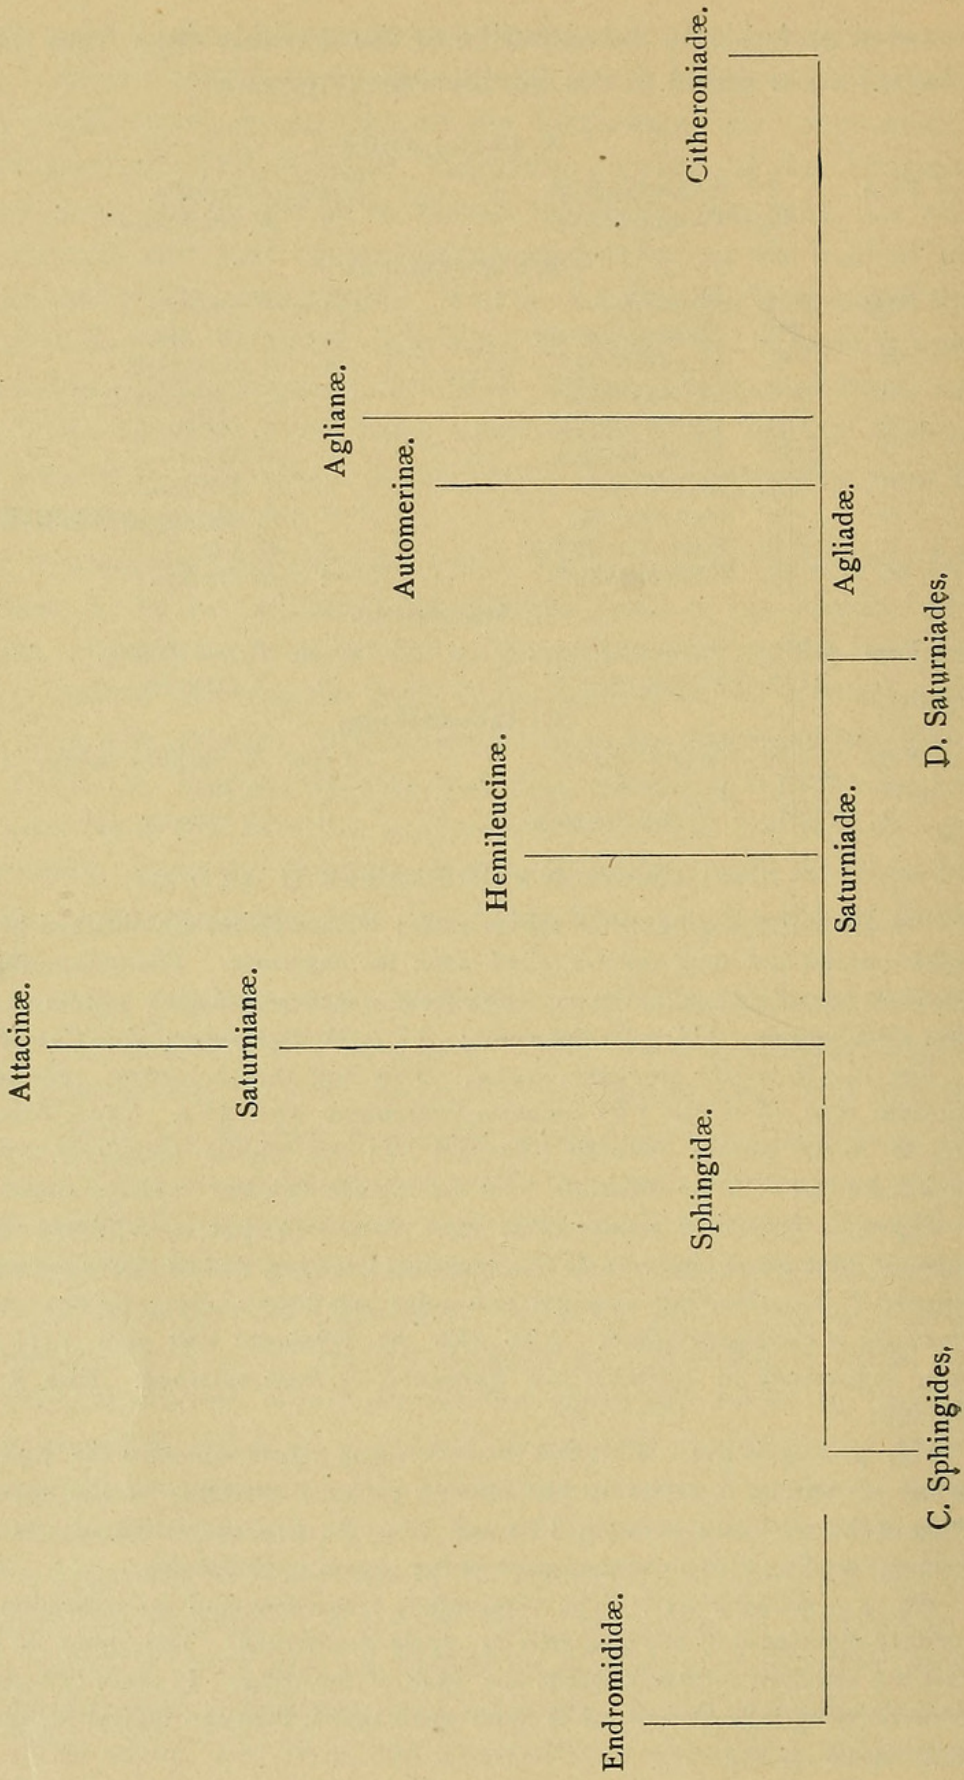 Attacinæ.
Saturnianæ.
Aglianæ.
Automerinæ.
Hemileucinæ.
Endromididæ.
Sphingidæ.
Citheroniadæ.
Saturniadæ.
Agliadæ.
C. Sphingides,
D. Saturniades,